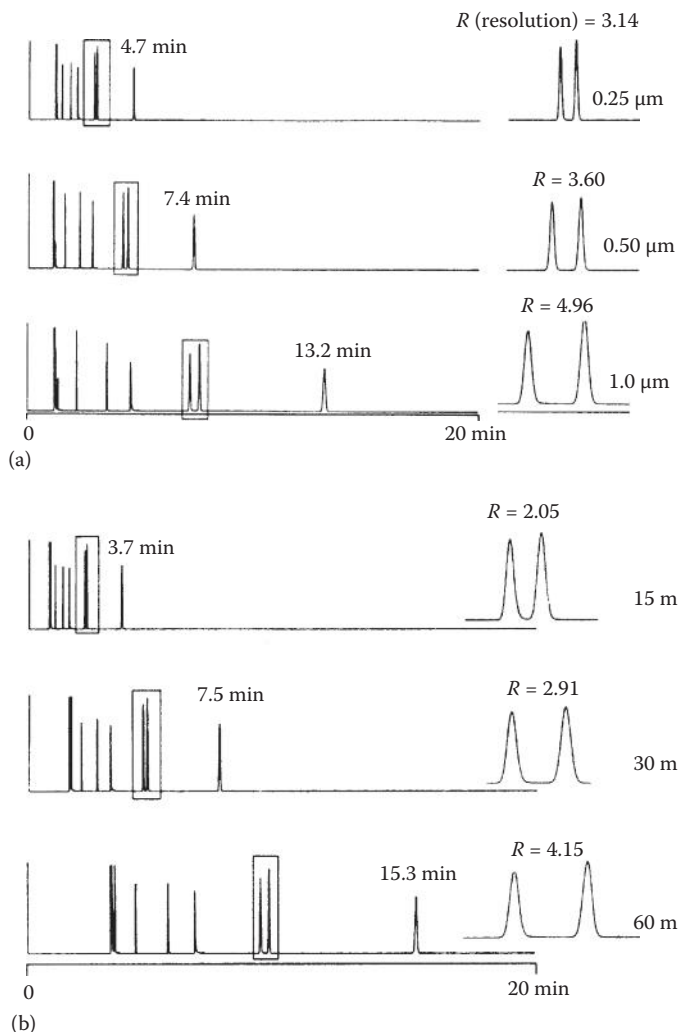 R (resolution) = 3.14
4.7 min
0.25 µm
R = 3.60
7.4 min
0.50 µm
R = 4.96
13.2 min
1.0 µm
0 20 min
(a)
R = 2.05
3.7 min
15 m
R = 2.91
7.5 min
30 m
R = 4.15
15.3 min
60 m
0 20 min
(b)